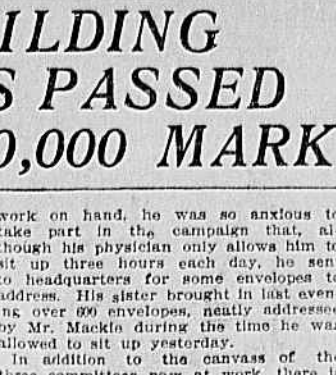 ILDING
S PASSED
0,000 MARK
work on hand, he was so anxious to
take part in the campaign that, al-
though his physician only allows him to
sit up three hours each day, he sen
to headquarters for some envelopes to
address. His sister brought in last even
ing over 600 envelopes, neatly addressed
by Mr. Mackie during the time he was
allowed to sit up yesterday.
In addition to the canvass of the
three committees now at work, there